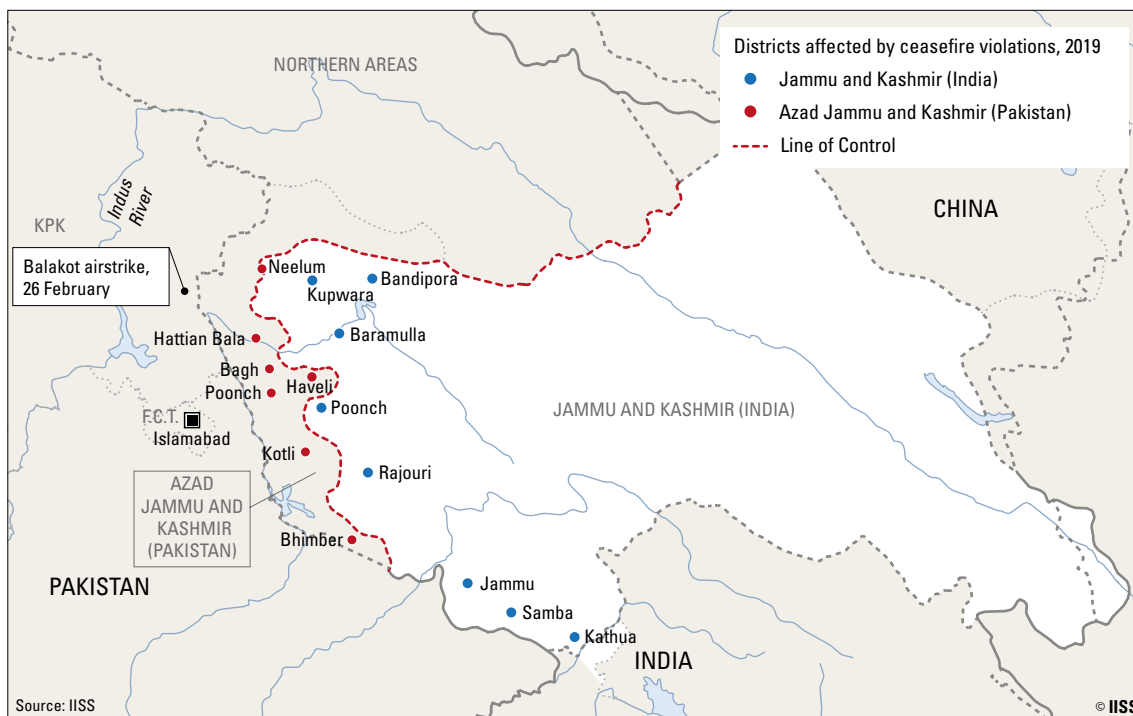 NORTHERN AREAS
Districts affected by ceasefire violations, 2019
Jammu and Kashmir (India)
Azad Jammu and Kashmir (Pakistan)
Line of Control
CHINA
Indus
River
KPK
Balakot airstrike,
26 February
Neelum
Kupwara
Bandipora
Hattian Bala
Baramulla
Bagh
Haveli
Poonch
Poonch
F.C.T.
Islamabad
JAMMU AND KASHMIR (INDIA)
Kotli
Rajouri
AZAD
JAMMU AND
KASHMIR
(PAKISTAN)
Bhimber
PAKISTAN
Jammu
Samba
Kathua
INDIA
Source: IISS
© IISS